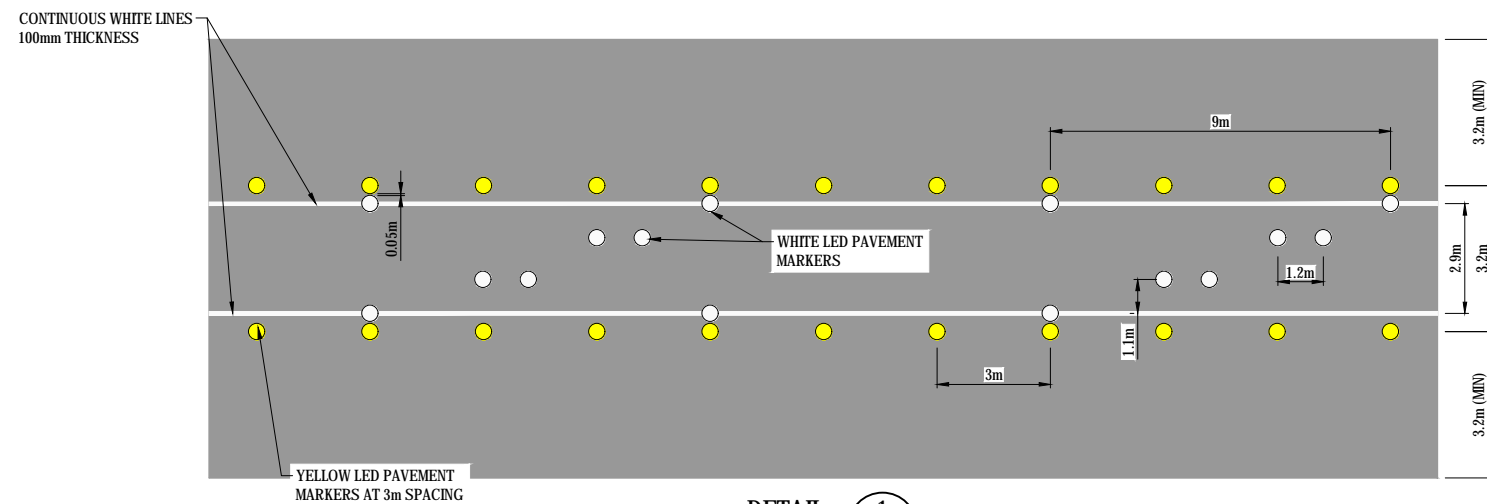 CONTINUOUS WHITE LINES
100mm THICKNESS
3.2m (MIN)
9m
0.05m
WHITE LED PAVEMENT
MARKERS
2.9m
3.2m
1.2m
1.1m
3m
3.2m (MIN)
YELLOW LED PAVEMENT
MARKERS AT 3m SPACING
DETAIL 1